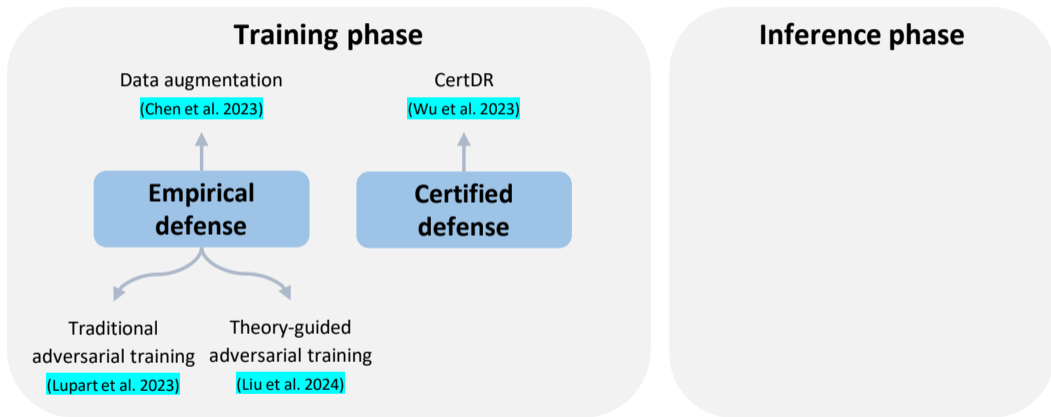 Training phase
Data augmentation
(Chen et al. 2023)
CertDR
(Wu et al. 2023)
Empirical
defense
Certified
defense
Traditional
adversarial training
(Lupart et al. 2023)
Theory-guided
adversarial training
(Liu et al. 2024)
Inference phase